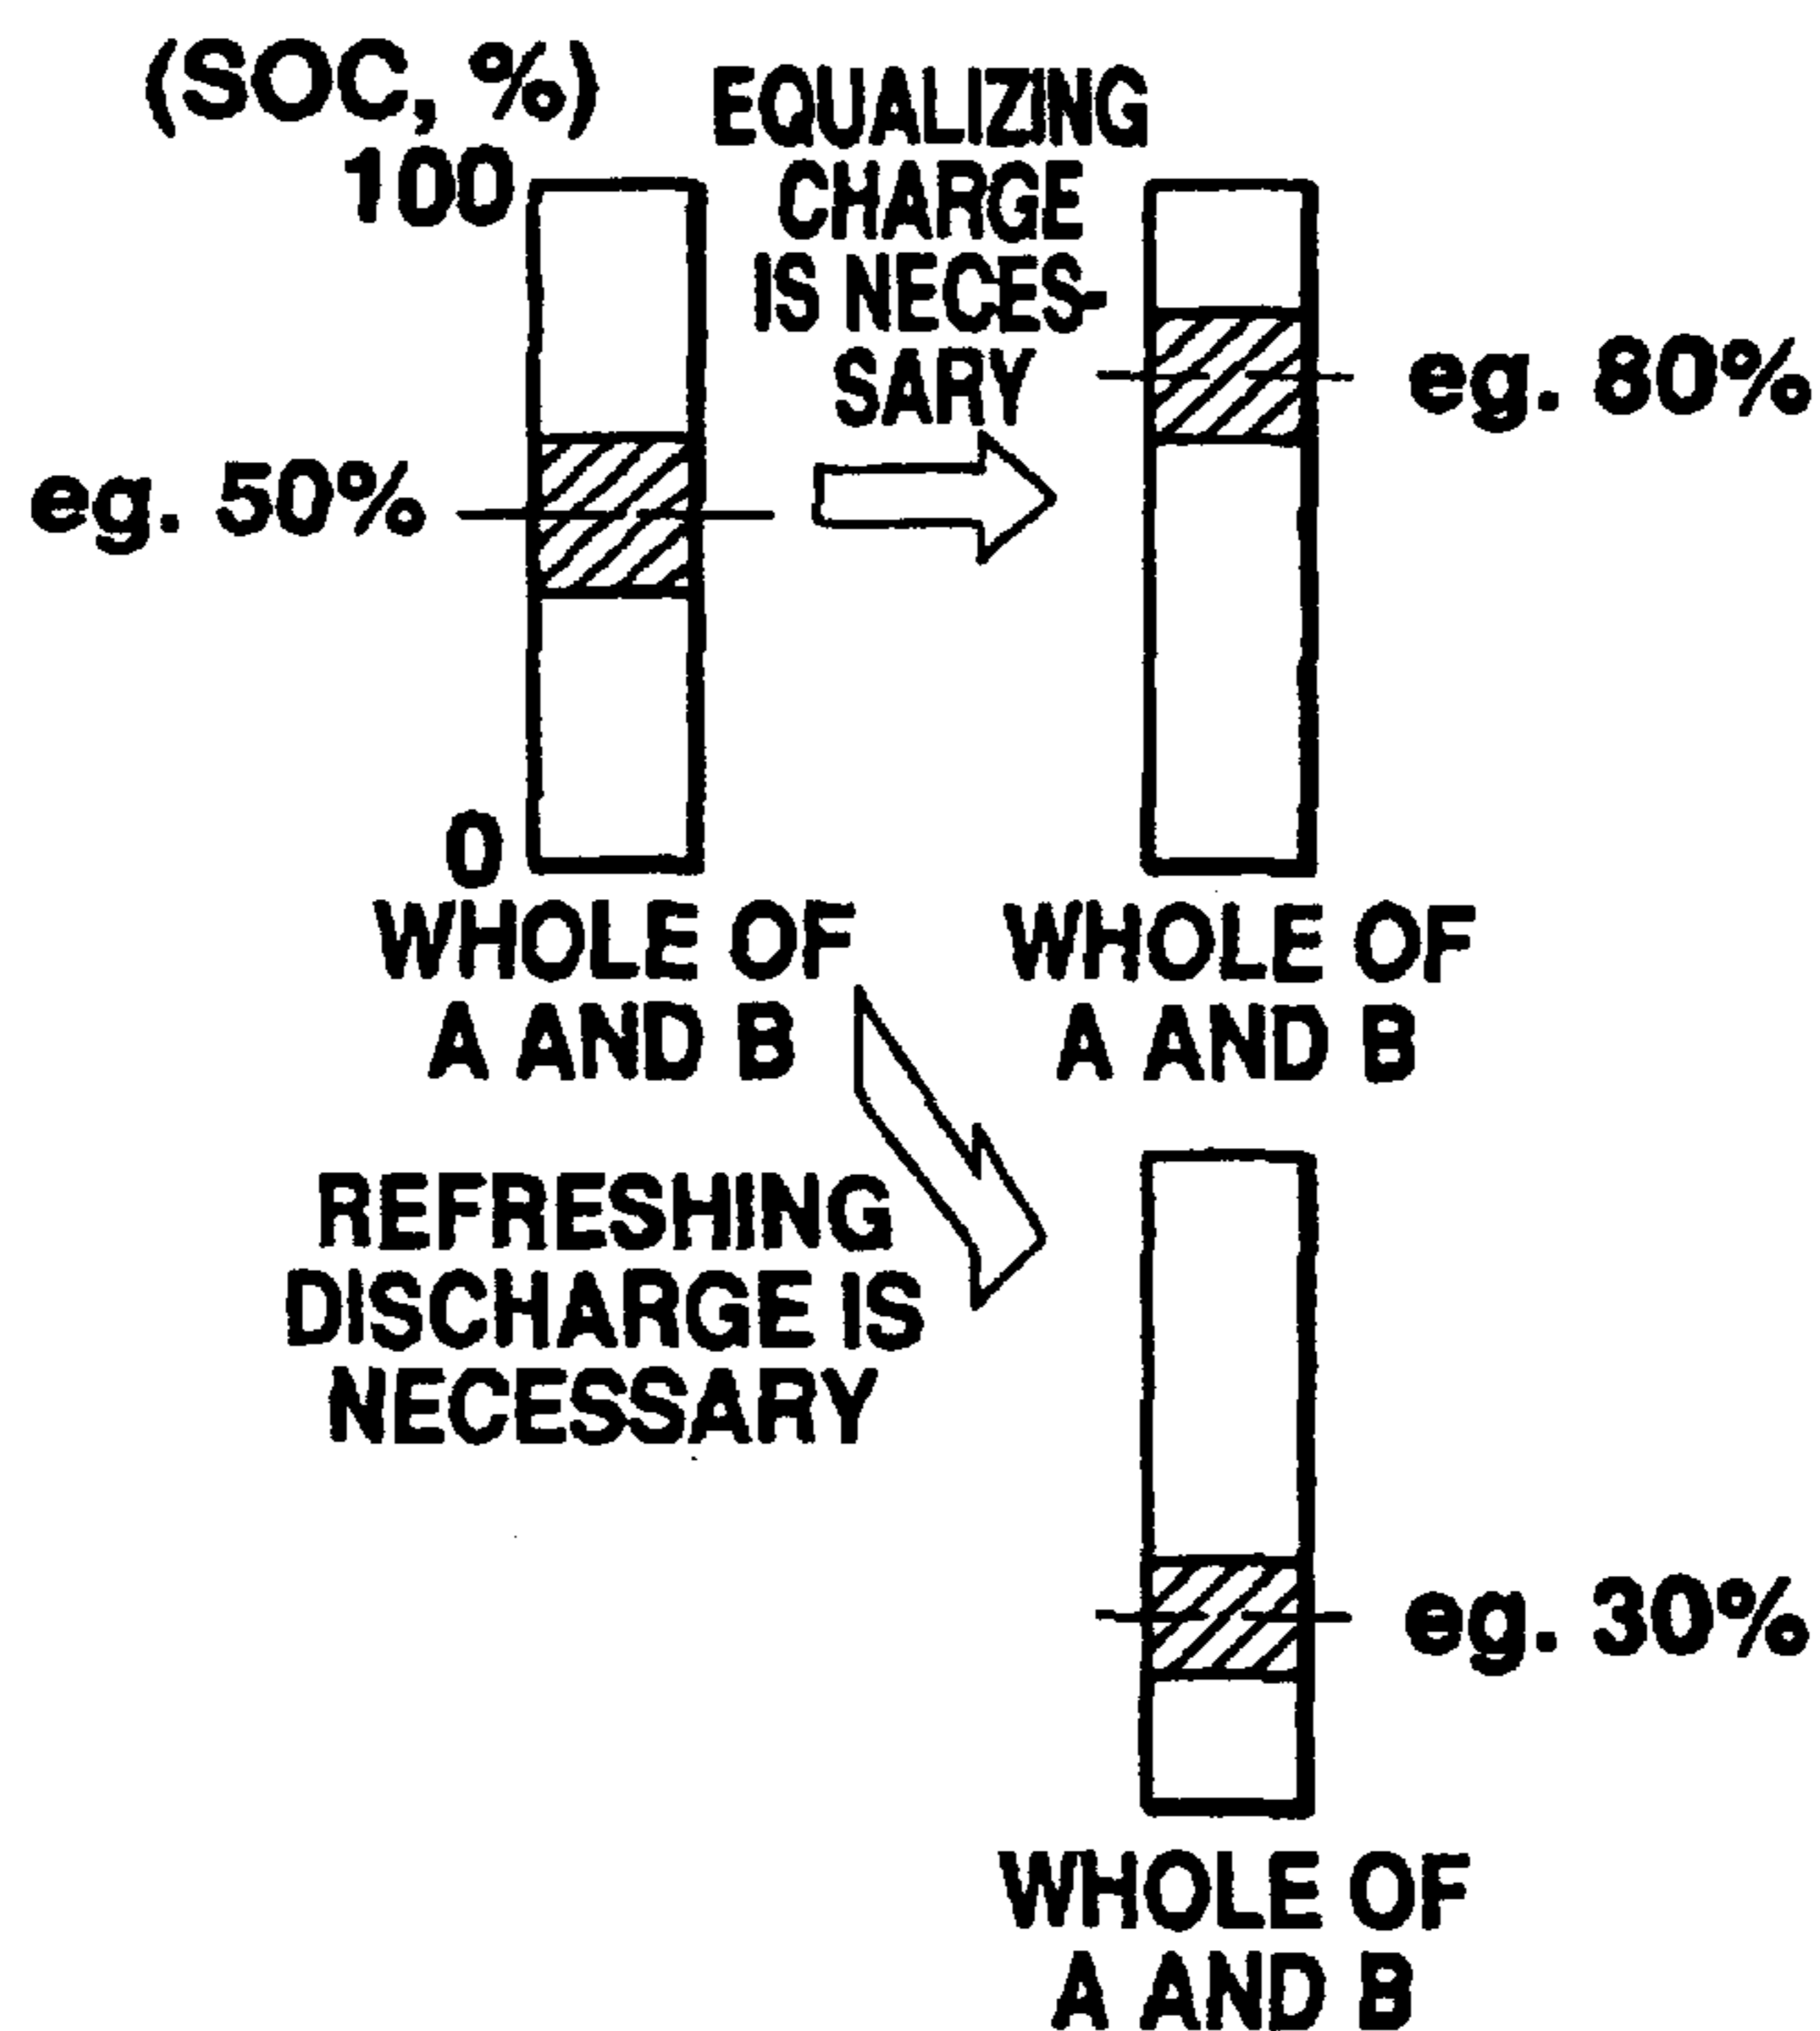 (SOC, %)
100
EQUALIZING
CHARGE
IS NECES-
SARY
eg. 80%
eg. 50%
0
WHOLE OF
A AND B
WHOLE OF
A AND B
REFRESHING
DISCHARGE IS
NECESSARY
eg. 30%
WHOLE OF
A AND B